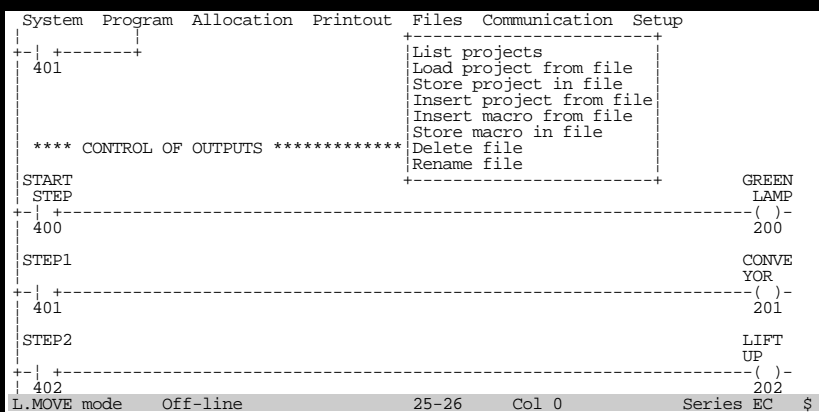 System  Program  Allocation  Printout  Files  Communication  Setup
List projects
401
Load project from file
Store project in file
Insert project from file
Insert macro from file
Store macro in file
**** CONTROL OF OUTPUTS *************
Delete file
Rename file
START GREEN
STEP LAMP
-( )-
400 200
STEP1 CONVE
YOR
-( )-
401 201
STEP2 LIFT
UP
-( )-
402 202
L.MOVE mode  Off-line  25-26  Col 0  Series EC  $